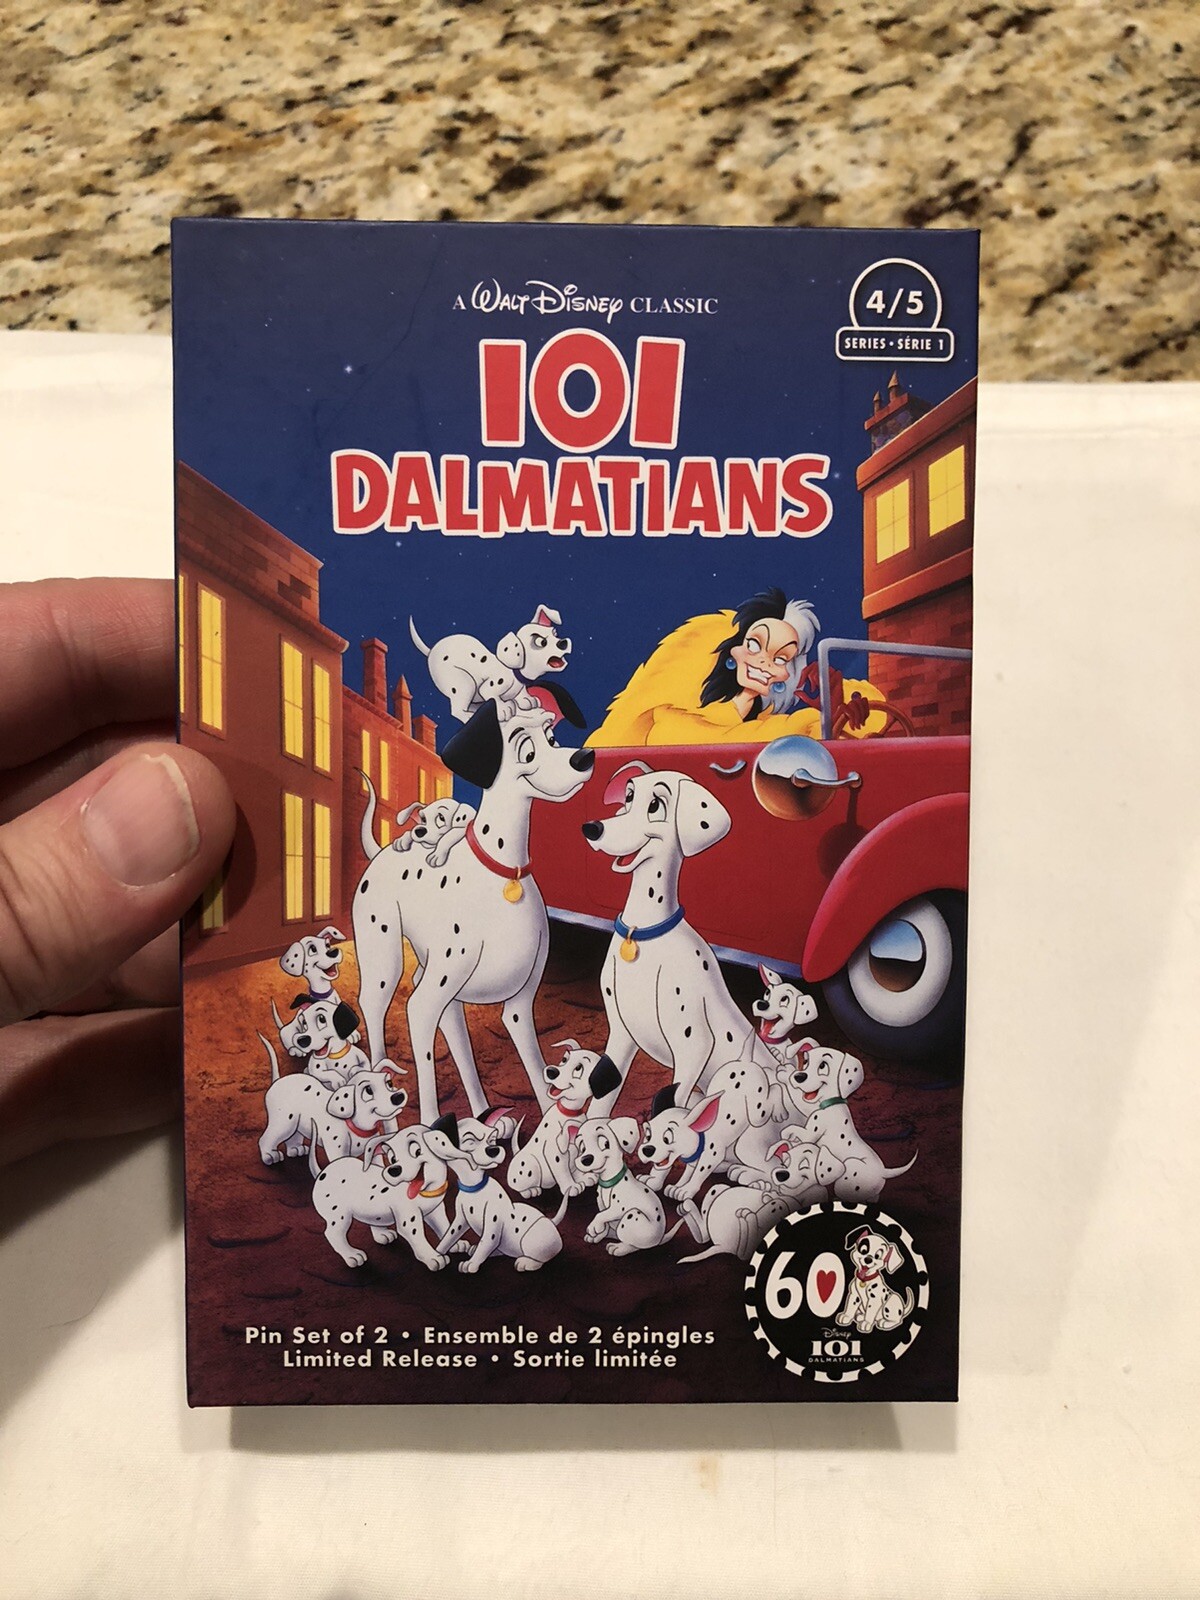 A WALT DISNEY CLASSIC
4/5
SERIES • SÉRIE 1
101
DALMATIANS
60
Disney
101
DALMATIANS
Pin Set of 2 • Ensemble de 2 épingles
Limited Release • Sortie limitée